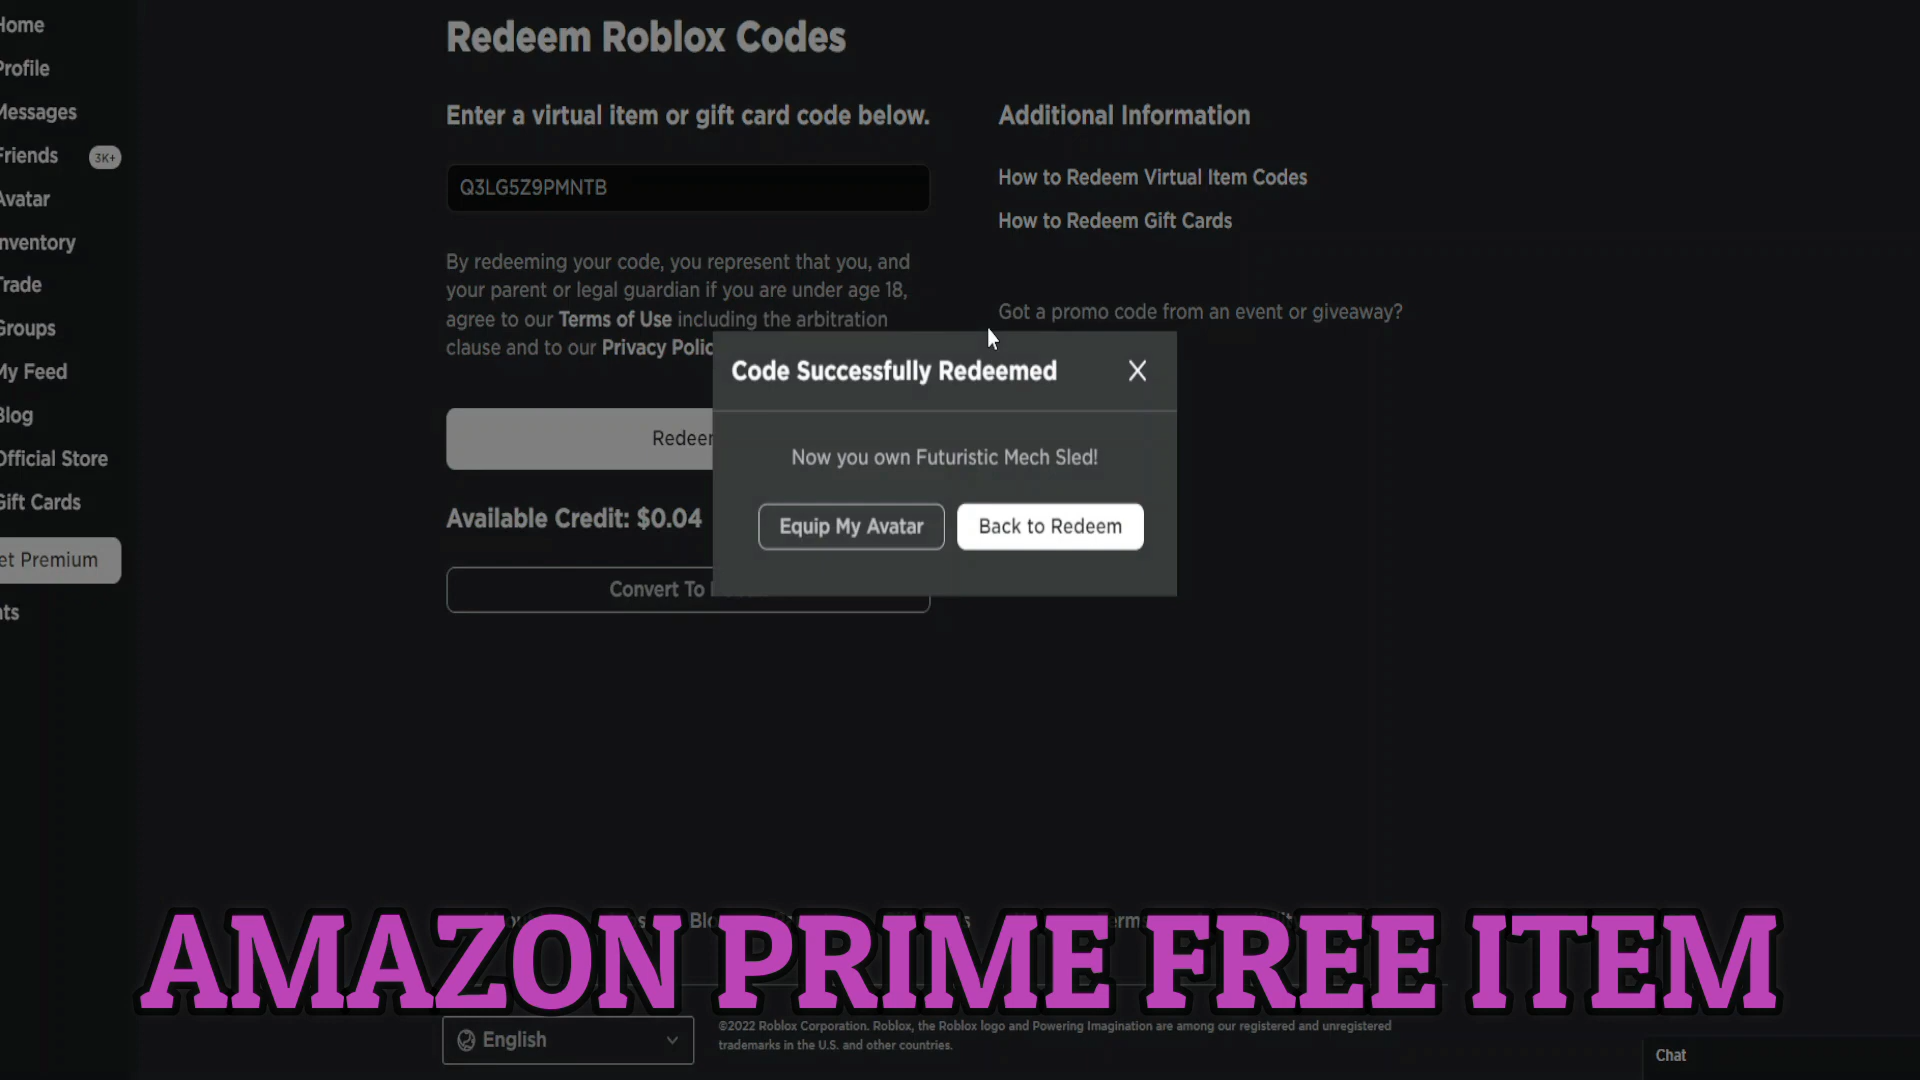 Home
Profile
Messages
Friends 3K+
Avatar
Inventory
Trade
Groups
My Feed
Blog
Official Store
Gift Cards
et Premium
nts
Redeem Roblox Codes
Enter a virtual item or gift card code below.
Q3LG5Z9PMNTB
By redeeming your code, you represent that you, and
your parent or legal guardian if you are under age 18,
agree to our Terms of Use including the arbitration
clause and to our Privacy Polic
Redeem
Available Credit: $0.04
Convert To
Additional Information
How to Redeem Virtual Item Codes
How to Redeem Gift Cards
Got a promo code from an event or giveaway?
Code Successfully Redeemed
Now you own Futuristic Mech Sled!
Equip My Avatar
Back to Redeem
AMAZON PRIME FREE ITEM
English
©2022 Roblox Corporation. Roblox, the Roblox logo and Powering Imagination are among our registered and unregistered
trademarks in the U.S. and other countries.
Chat